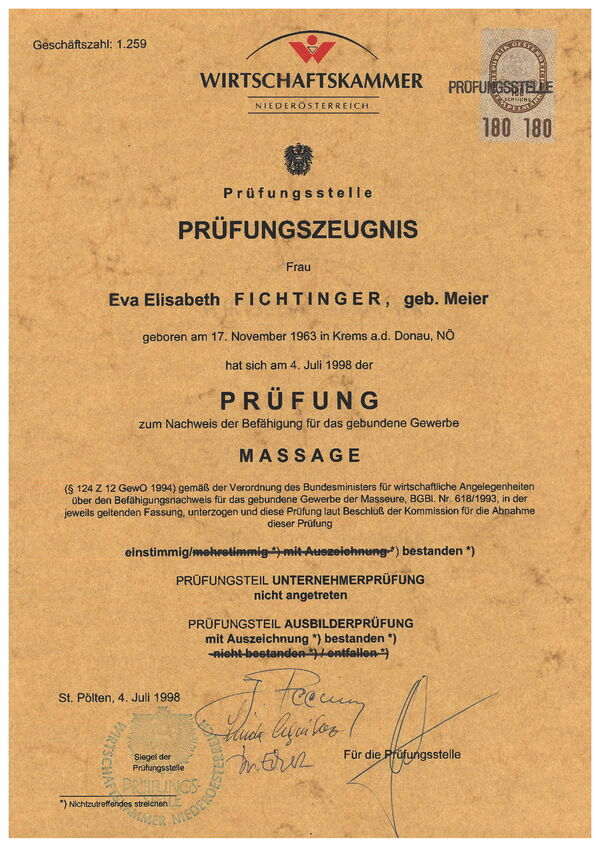 Geschäftszahl: 1.259
WIRTSCHAFTSKAMMER
NIEDERÖSTERREICH
PRÜFUNGSSTELLE
180 180
Prüfungsstelle
PRÜFUNGSZEUGNIS
Frau
Eva Elisabeth FICHTINGER, geb. Meier
geboren am 17. November 1963 in Krems a.d. Donau, NÖ
hat sich am 4. Juli 1998 der
PRÜFUNG
zum Nachweis der Befähigung für das gebundene Gewerbe
MASSAGE
(§ 124 Z 12 GewO 1994) gemäß der Verordnung des Bundesministers für wirtschaftliche Angelegenheiten
über den Befähigungsnachweis für das gebundene Gewerbe der Masseure, BGBl. Nr. 618/1993, in der
jeweils geltenden Fassung, unterzogen und diese Prüfung laut Beschluß der Kommission für die Abnahme
dieser Prüfung
einstimmig/mehrstimmig *) mit Auszeichnung *) bestanden *)
PRÜFUNGSTEIL UNTERNEHMERPRÜFUNG
nicht angetreten
PRÜFUNGSTEIL AUSBILDERPRÜFUNG
mit Auszeichnung *) bestanden *)
nicht bestanden *) / entfallen *)
St. Pölten, 4. Juli 1998
Siegel der
Prüfungsstelle
Für die Prüfungsstelle
WIRTSCHAFTSKAMMER NIEDEROESTERREICH
PRÜFUNGS-
STELLE
*) Nichtzutreffendes streichen